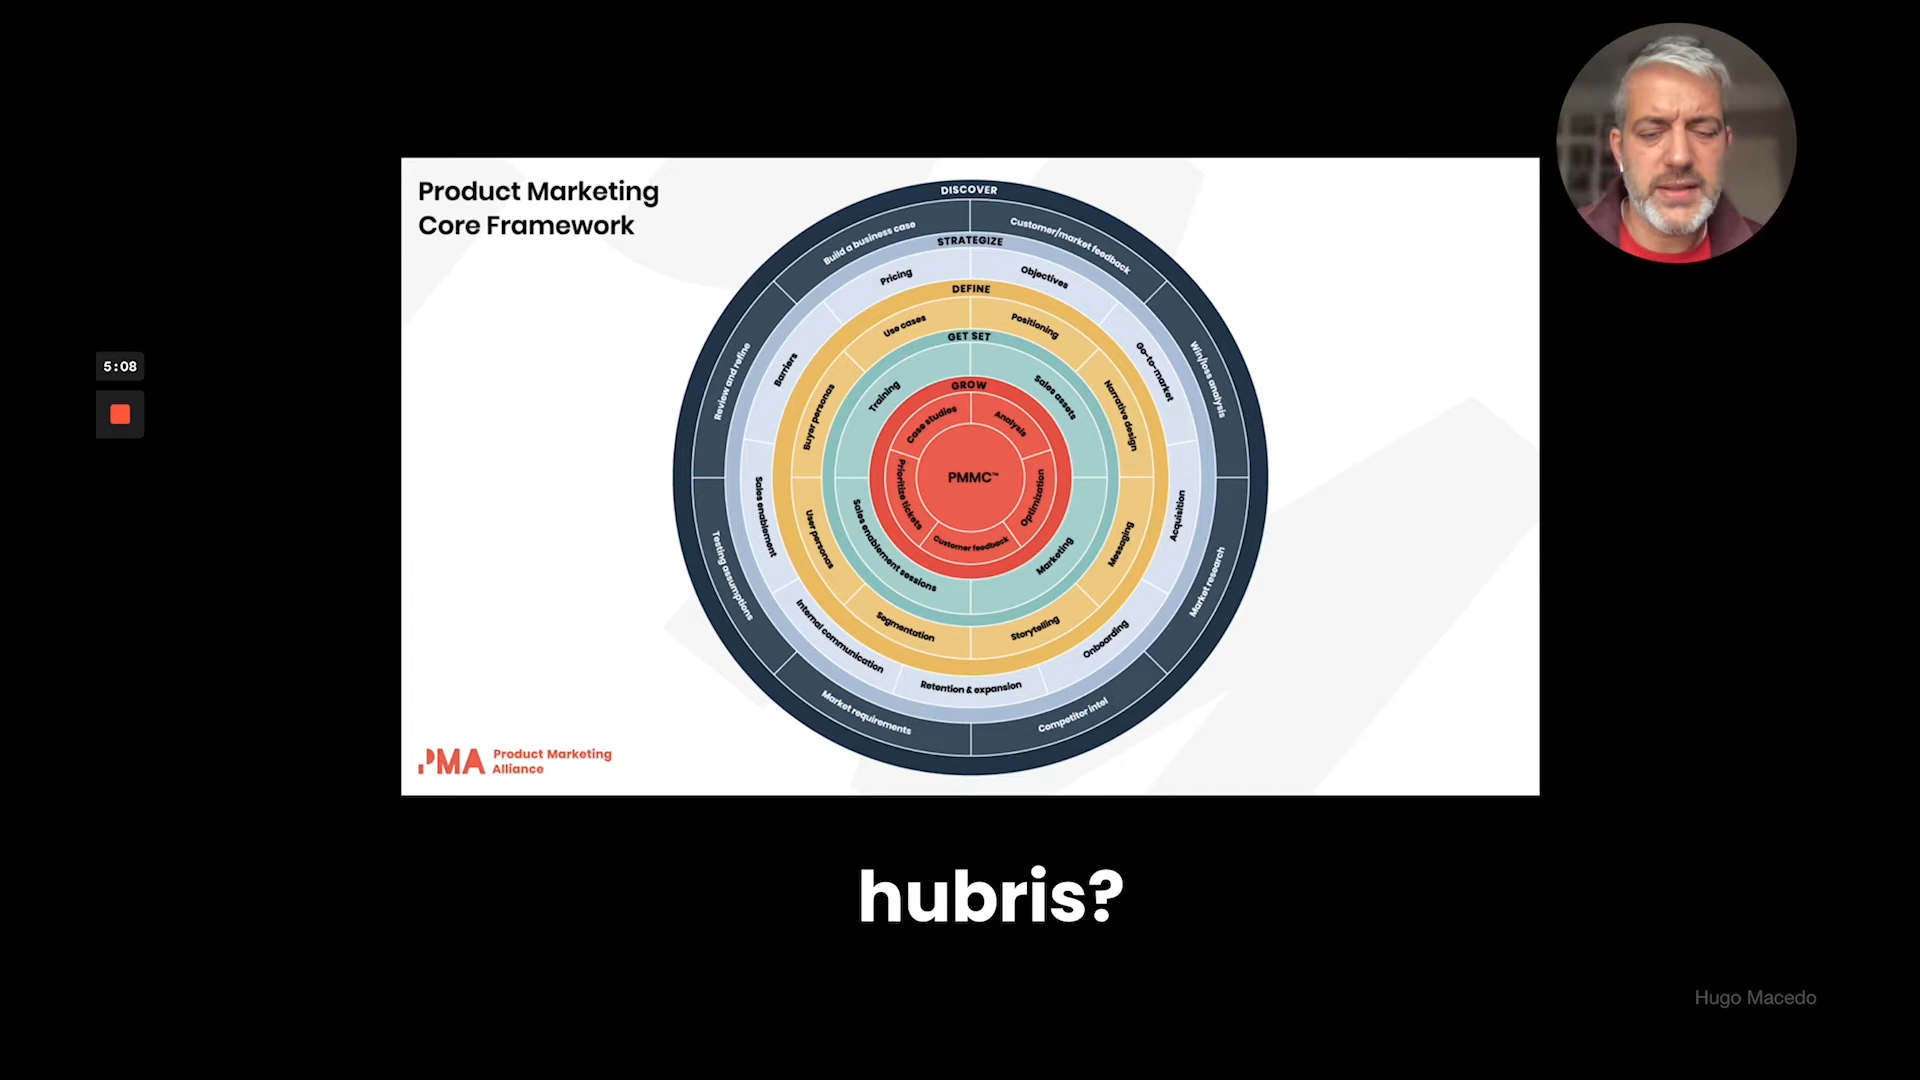 Product Marketing
Core Framework
DISCOVER
Build a business case
Customer/market feedback
Win/loss analysis
Market research
Competitor intel
Market requirements
Testing assumptions
Review and refine
STRATEGIZE
Pricing
Objectives
Go-to-market
Acquisition
Onboarding
Retention & expansion
Internal communication
Sales enablement
Barriers
DEFINE
Use cases
Positioning
Narrative design
Messaging
Storytelling
Segmentation
User personas
Buyer personas
GET SET
Training
Sales assets
Marketing
Sales enablement sessions
GROW
Case studies
Analysis
Optimization
Customer feedback
Prioritize tickets
PMMC™
5:08
PMA Product Marketing
Alliance
hubris?
Hugo Macedo